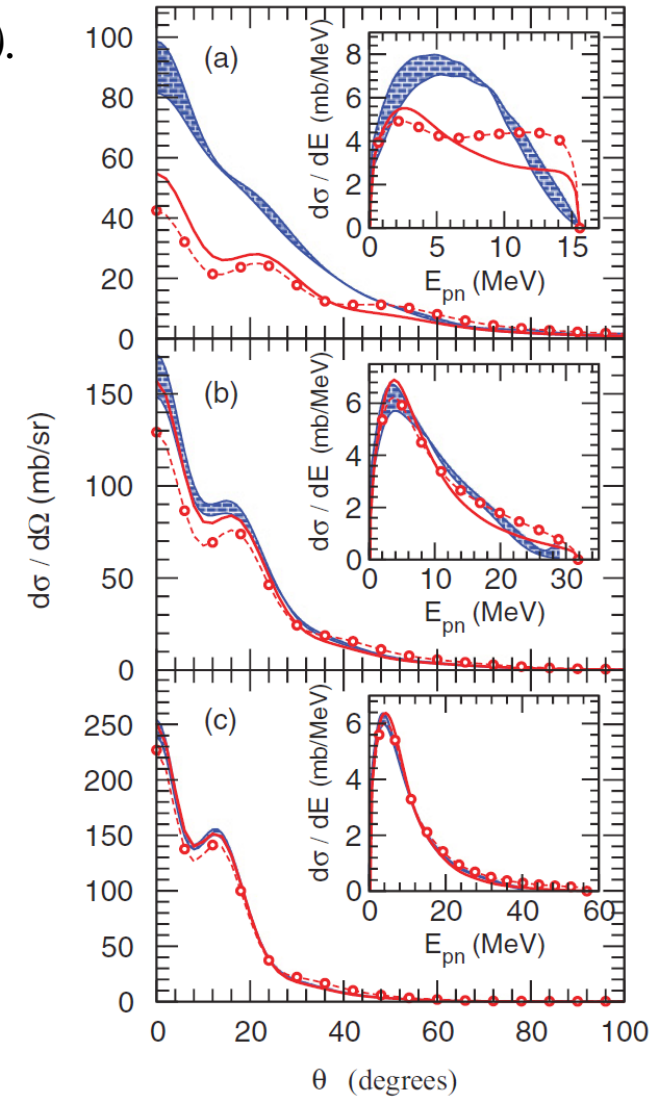 ).
(a)
100
80
60
40
20
0
dσ / dE (mb/MeV)
8
6
4
2
0
0 5 10 15
E_pn (MeV)
(b)
150
100
50
0
dσ / dE (mb/MeV)
6
4
2
0
0 10 20 30
E_pn (MeV)
dσ / dΩ (mb/sr)
(c)
250
200
150
100
50
0
dσ / dE (mb/MeV)
6
4
2
0
0 20 40 60
E_pn (MeV)
0 20 40 60 80 100
θ (degrees)